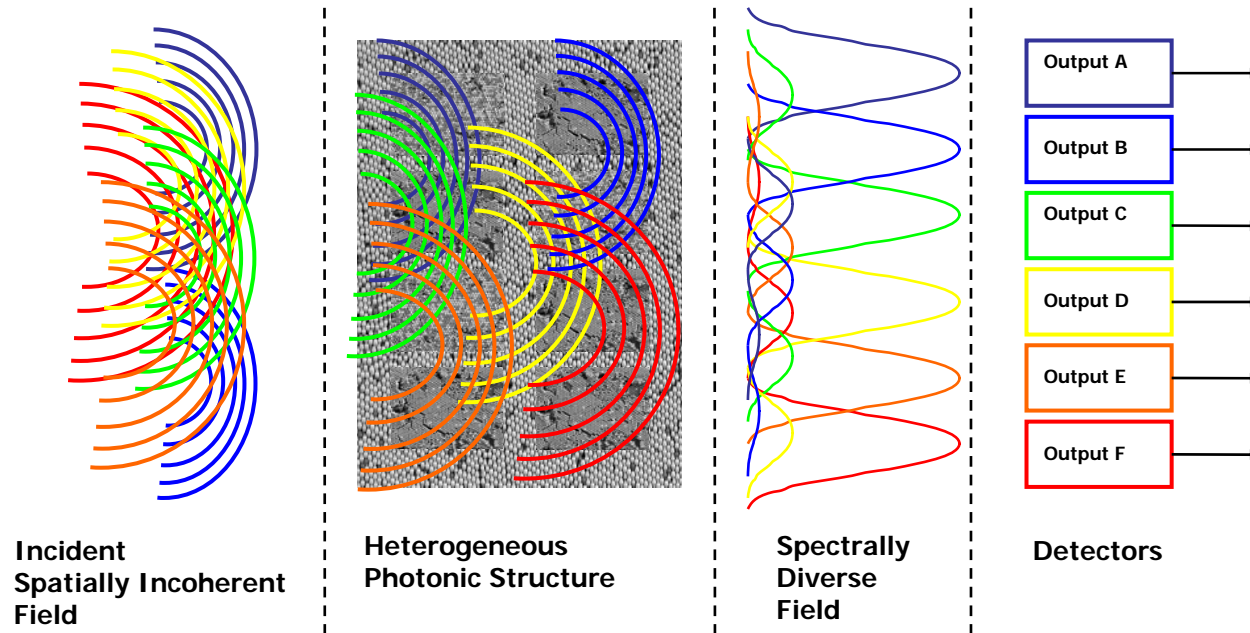 Output A
Output B
Output C
Output D
Output E
Output F
Incident
Spatially Incoherent
Field
Heterogeneous
Photonic Structure
Spectrally
Diverse
Field
Detectors